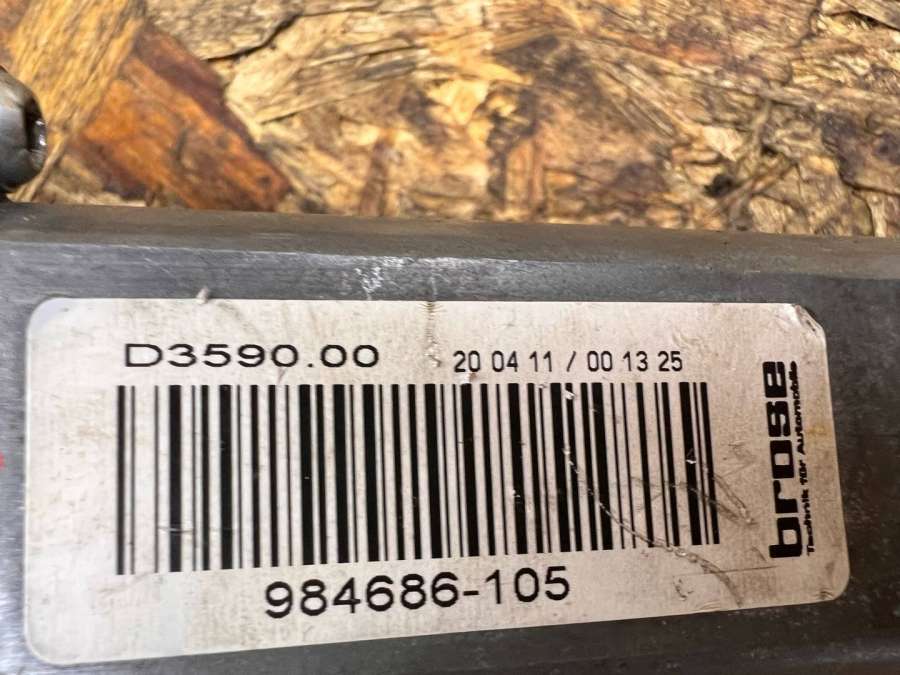 D3590.00 20 04 11 / 00 13 25
984686-105
brose
Technik für Automobile